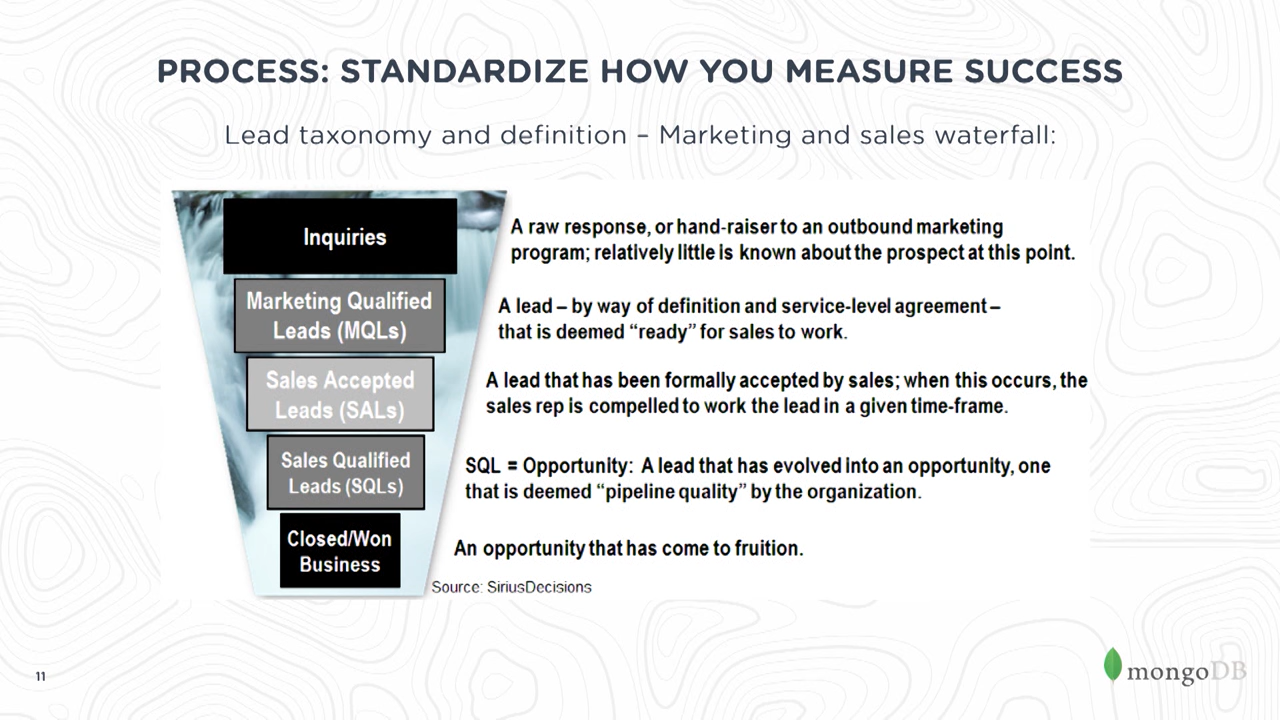 PROCESS: STANDARDIZE HOW YOU MEASURE SUCCESS
Lead taxonomy and definition – Marketing and sales waterfall:
Inquiries
A raw response, or hand-raiser to an outbound marketing
program; relatively little is known about the prospect at this point.
Marketing Qualified
Leads (MQLs)
A lead – by way of definition and service-level agreement –
that is deemed “ready” for sales to work.
Sales Accepted
Leads (SALs)
A lead that has been formally accepted by sales; when this occurs, the
sales rep is compelled to work the lead in a given time-frame.
Sales Qualified
Leads (SQLs)
SQL = Opportunity: A lead that has evolved into an opportunity, one
that is deemed “pipeline quality” by the organization.
Closed/Won
Business
An opportunity that has come to fruition.
Source: SiriusDecisions
11
mongoDB